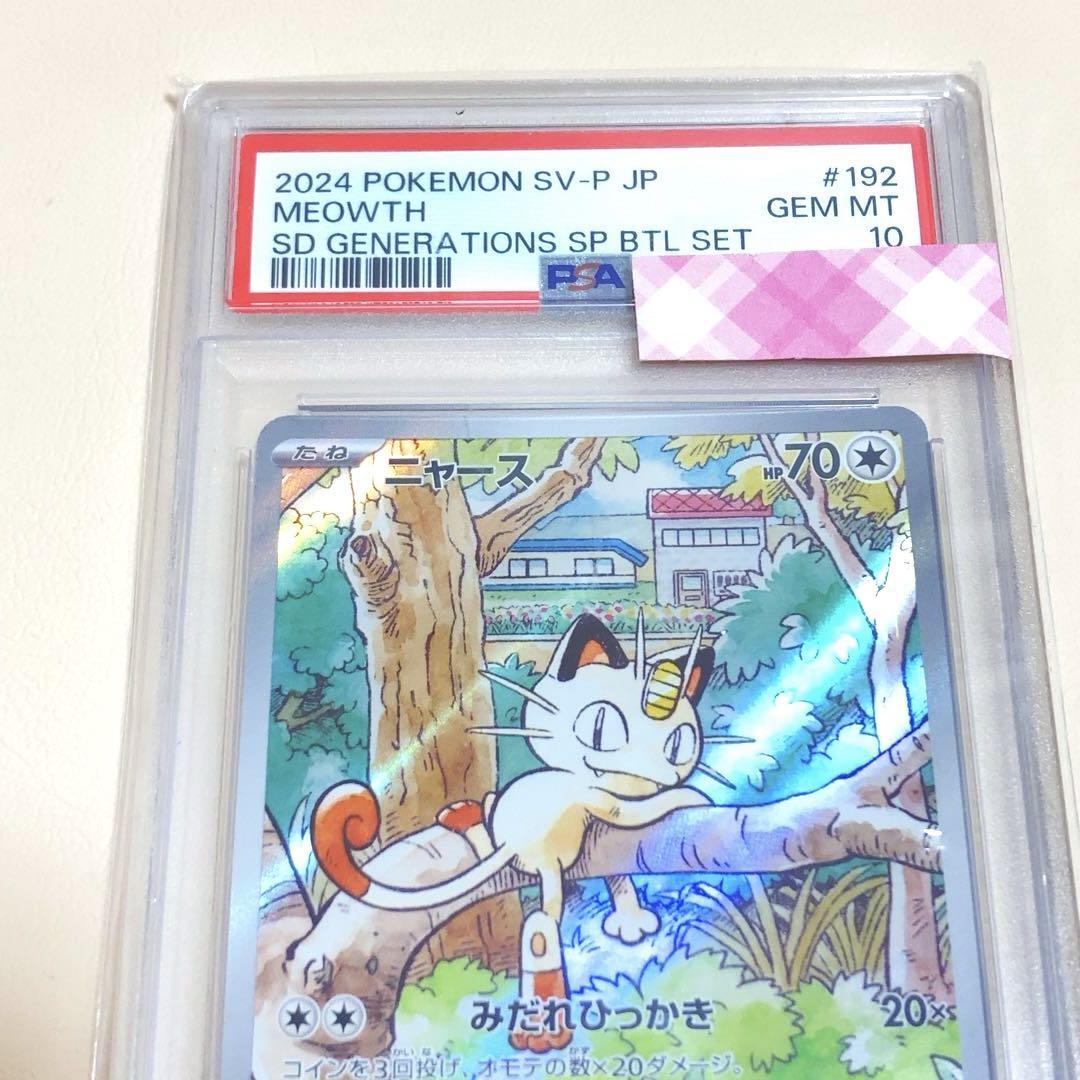 2024 POKEMON SV-P JP #192
MEOWTH GEM MT
SD GENERATIONS SP BTL SET 10
PSA
たね ニャース HP70
みだれひっかき 20×
コインを3回投げ、オモテの数×20ダメージ。